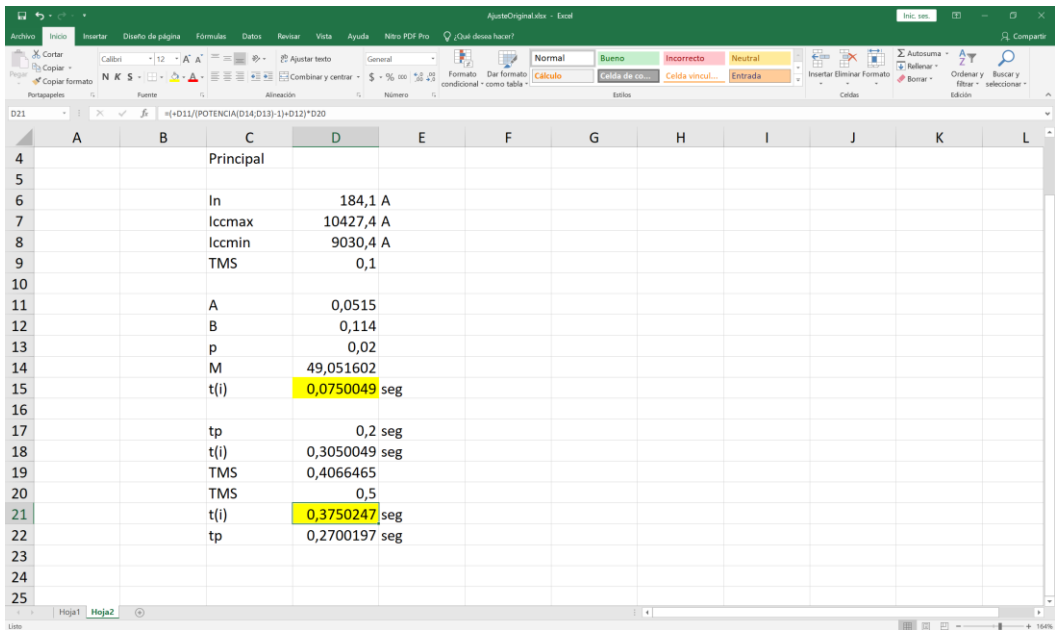 AjusteOriginal.xlsx - Excel
Inic. ses.
Archivo Inicio Insertar Diseño de página Fórmulas Datos Revisar Vista Ayuda Nitro PDF Pro ¿Qué desea hacer? Compartir
Pegar Cortar Copiar Copiar formato
Calibri 12
N K S
Ajustar texto
Combinar y centrar
General
$ % 000
Formato condicional Dar formato como tabla
Normal Bueno Incorrecto Neutral
Cálculo Celda de co... Celda vincul... Entrada
Insertar Eliminar Formato
Autosuma
Rellenar
Borrar
Ordenar y filtrar Buscar y seleccionar
Portapapeles Fuente Alineación Número Estilos Celdas Edición
D21 fx =(+D11/(POTENCIA(D14;D13)-1)+D12)*D20
A B C D E F G H I J K L
4 Principal
5
6 In 184,1 A
7 Iccmax 10427,4 A
8 Iccmin 9030,4 A
9 TMS 0,1
10
11 A 0,0515
12 B 0,114
13 p 0,02
14 M 49,051602
15 t(i) 0,0750049 seg
16
17 tp 0,2 seg
18 t(i) 0,3050049 seg
19 TMS 0,4066465
20 TMS 0,5
21 t(i) 0,3750247 seg
22 tp 0,2700197 seg
23
24
25
Hoja1 Hoja2
Listo 164%